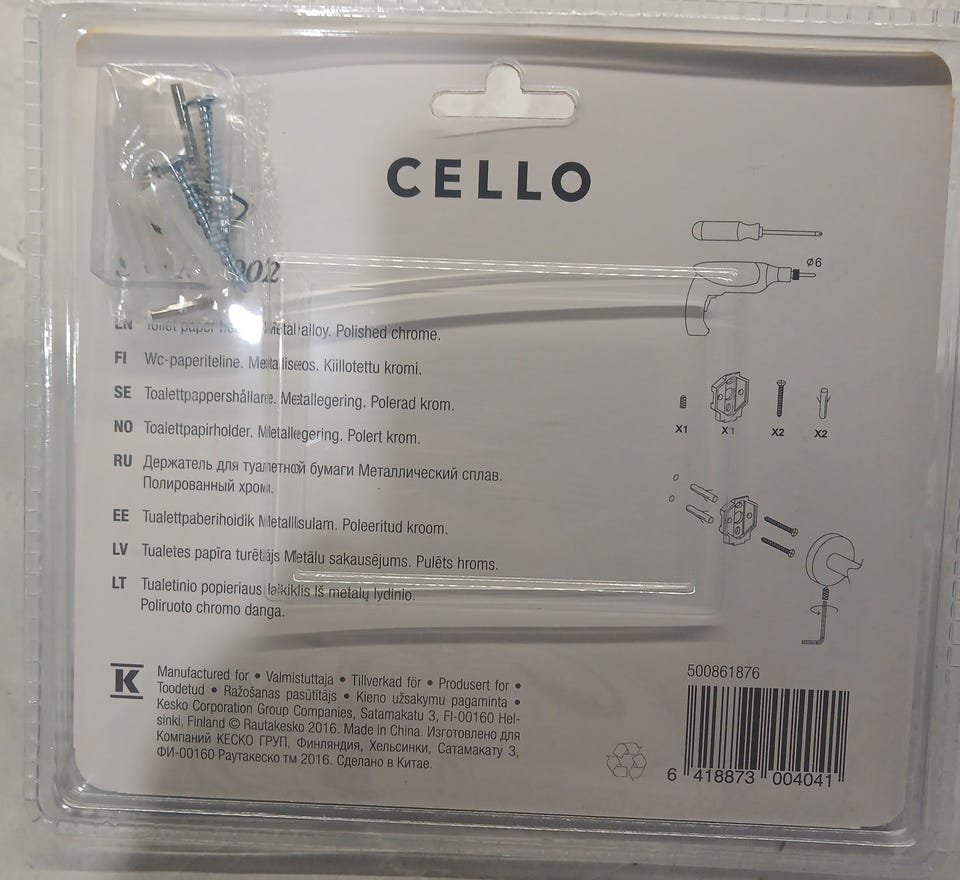 CELLO
ø6
EN Toilet paper holder. Metal alloy. Polished chrome.
FI Wc-paperiteline. Metalliseos. Kiillotettu kromi.
SE Toalettpappershållare. Metallegering. Polerad krom.
NO Toalettpapirholder. Metallegering. Polert krom.
RU Держатель для туалетной бумаги Металлический сплав.
Полированный хром.
EE Tualettpaberihoidik Metallisulam. Poleeritud kroom.
LV Tualetes papīra turētājs Metālu sakausējums. Pulēts hroms.
LT Tualetinio popieriaus laikiklis Iš metalų lydinio.
Poliruoto chromo danga.
X1 X1 X2 X2
K
Manufactured for • Valmistuttaja • Tillverkad för • Produsert for •
Toodetud • Ražošanas pasūtītājs • Kieno užsakymu pagaminta •
Kesko Corporation Group Companies, Satamakatu 3, FI-00160 Hel-
sinki, Finland © Rautakesko 2016. Made in China. Изготовлено для
Компаний КЕСКО ГРУП, Финляндия, Хельсинки, Сатамакату 3,
ФИ-00160 Раутакеско тм 2016. Сделано в Китае.
500861876
6 418873 004041